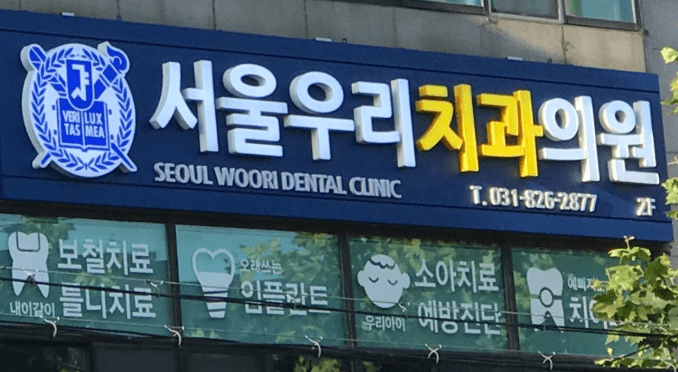 VERI
TAS
LUX
MEA
서울우리치과의원
SEOUL WOORI DENTAL CLINIC
T. 031-826-2877
2F
내이같이
보철치료
틀니치료
오래쓰는
임플란트
우리아이
소아치료
예방진단